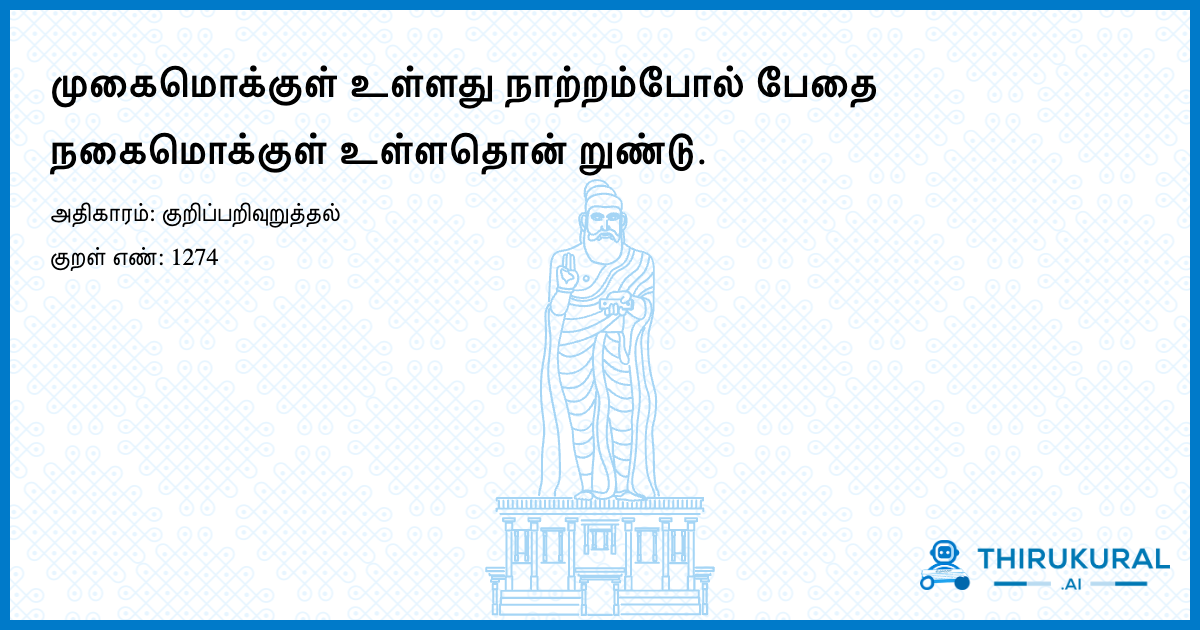 முகைமொக்குள் உள்ளது நாற்றம்போல் பேதை
நகைமொக்குள் உள்ளதொன் றுண்டு.
அதிகாரம்: குறிப்பறிவுறுத்தல்
குறள் எண்: 1274
THIRUKURAL
.AI